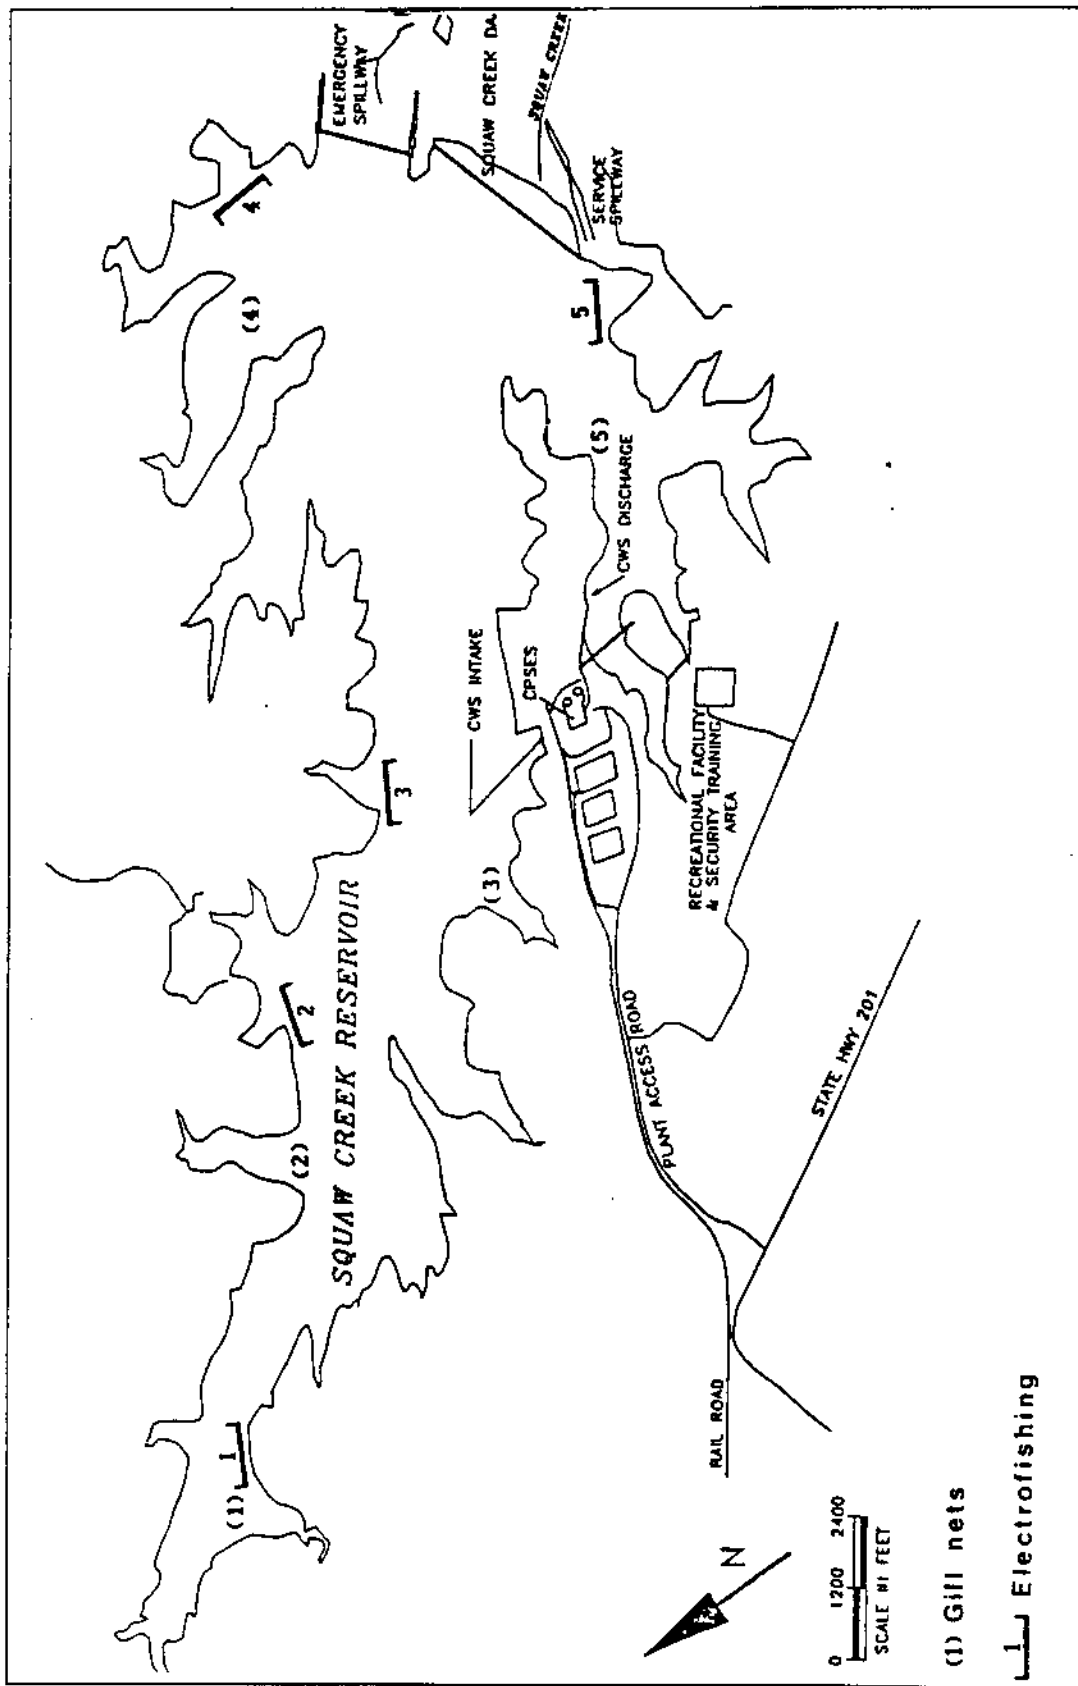 EMERGENCY
SPILLWAY
SQUAW CREEK DA
SQUAW CREEK
SERVICE
SPILLWAY
4
(4)
5
(5)
CWS DISCHARGE
CWS INTAKE
CPSES
3
(3)
RECREATIONAL FACILITY
& SECURITY TRAINING
AREA
2
(2)
SQUAW CREEK RESERVOIR
PLANT ACCESS ROAD
STATE HWY 201
1
(1)
RAIL ROAD
N
0 1200 2400
SCALE IN FEET
(1) Gill nets
1 Electrofishing